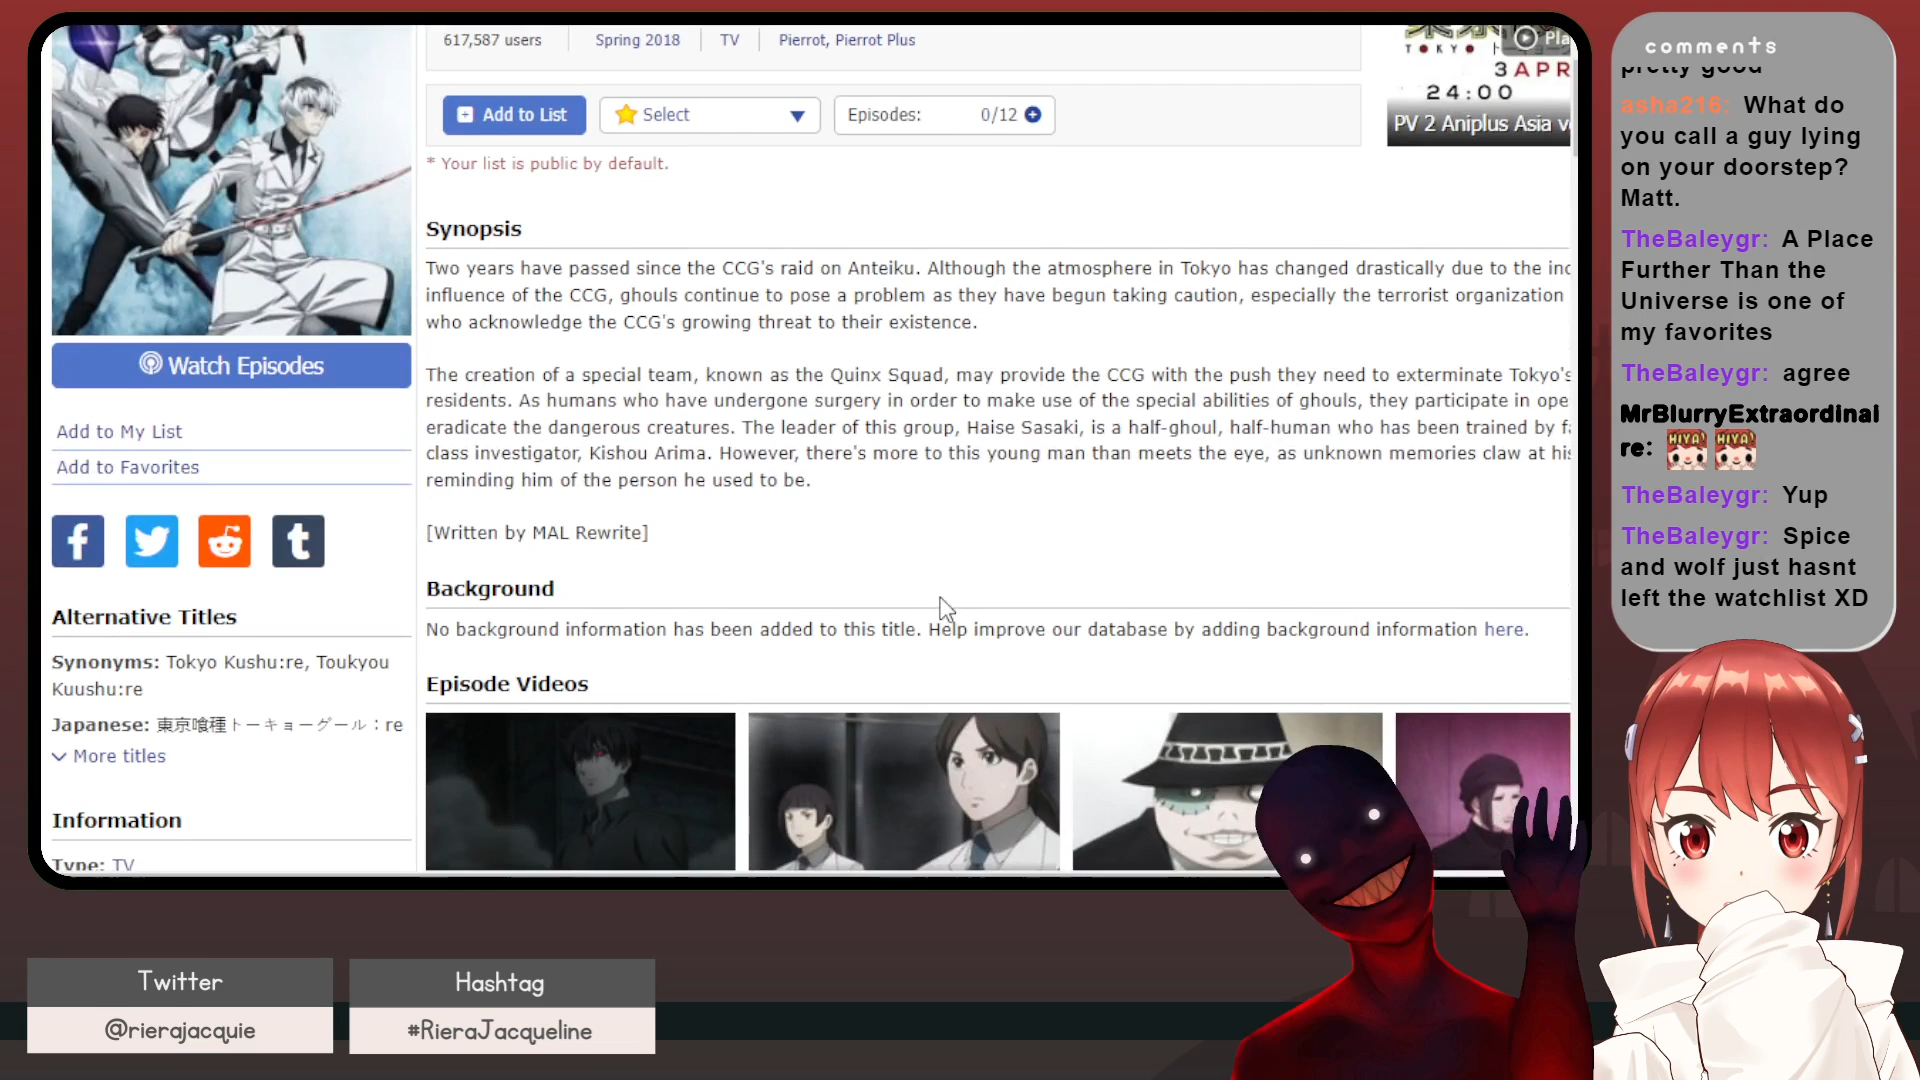 617,587 users Spring 2018 TV Pierrot, Pierrot Plus
TOKYO
3 APR
24:00
PV 2 Aniplus Asia
Add to List Select Episodes: 0/12
* Your list is public by default.
Synopsis
Two years have passed since the CCG's raid on Anteiku. Although the atmosphere in Tokyo has changed drastically due to the
influence of the CCG, ghouls continue to pose a problem as they have begun taking caution, especially the terrorist organization
who acknowledge the CCG's growing threat to their existence.
The creation of a special team, known as the Quinx Squad, may provide the CCG with the push they need to exterminate Tokyo's
residents. As humans who have undergone surgery in order to make use of the special abilities of ghouls, they participate in
eradicate the dangerous creatures. The leader of this group, Haise Sasaki, is a half-ghoul, half-human who has been trained by
class investigator, Kishou Arima. However, there's more to this young man than meets the eye, as unknown memories claw at
reminding him of the person he used to be.
[Written by MAL Rewrite]
Background
No background information has been added to this title. Help improve our database by adding background information here.
Episode Videos
Watch Episodes
Add to My List
Add to Favorites
f
t
Alternative Titles
Synonyms: Tokyo Kushu:re, Toukyou
Kuushu:re
Japanese: 東京喰種トーキョーグール：re
More titles
Information
Type: TV
comments
pretty good
asha216: What do
you call a guy lying
on your doorstep?
Matt.
TheBaleygr: A Place
Further Than the
Universe is one of
my favorites
TheBaleygr: agree
MrBlurryExtraordinai
re: HIYA! HIYA!
TheBaleygr: Yup
TheBaleygr: Spice
and wolf just hasnt
left the watchlist XD
Twitter
@rierajacquie
Hashtag
#RieraJacqueline